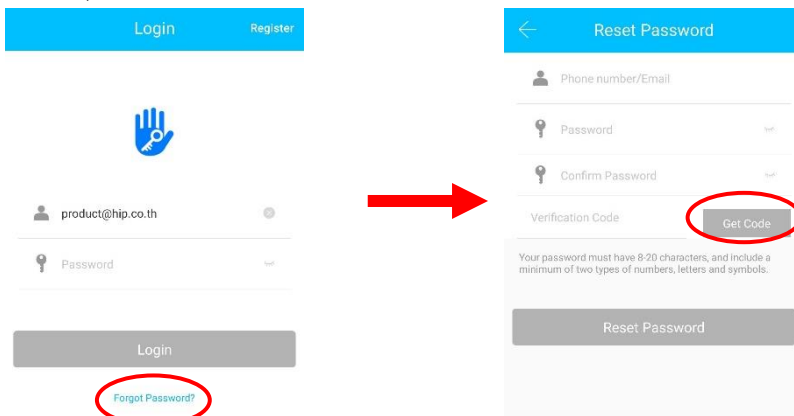 Login
Register
product@hip.co.th
Password
Login
Forgot Password?
Reset Password
Phone number/Email
Password
Confirm Password
Verification Code
Get Code
Your password must have 8-20 characters, and include a
minimum of two types of numbers, letters and symbols.
Reset Password